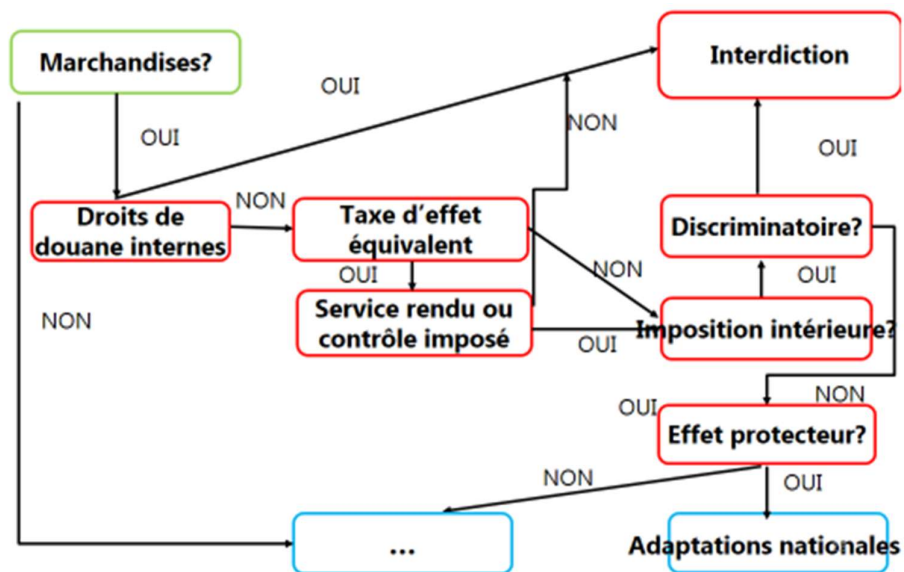 Marchandises?
Interdiction
OUI
NON
OUI
OUI
Droits de
douane internes
NON
Taxe d'effet
équivalent
Discriminatoire?
OUI
NON
OUI
NON
Service rendu ou
contrôle imposé
OUI
Imposition intérieure?
OUI
NON
Effet protecteur?
NON
OUI
...
Adaptations nationales